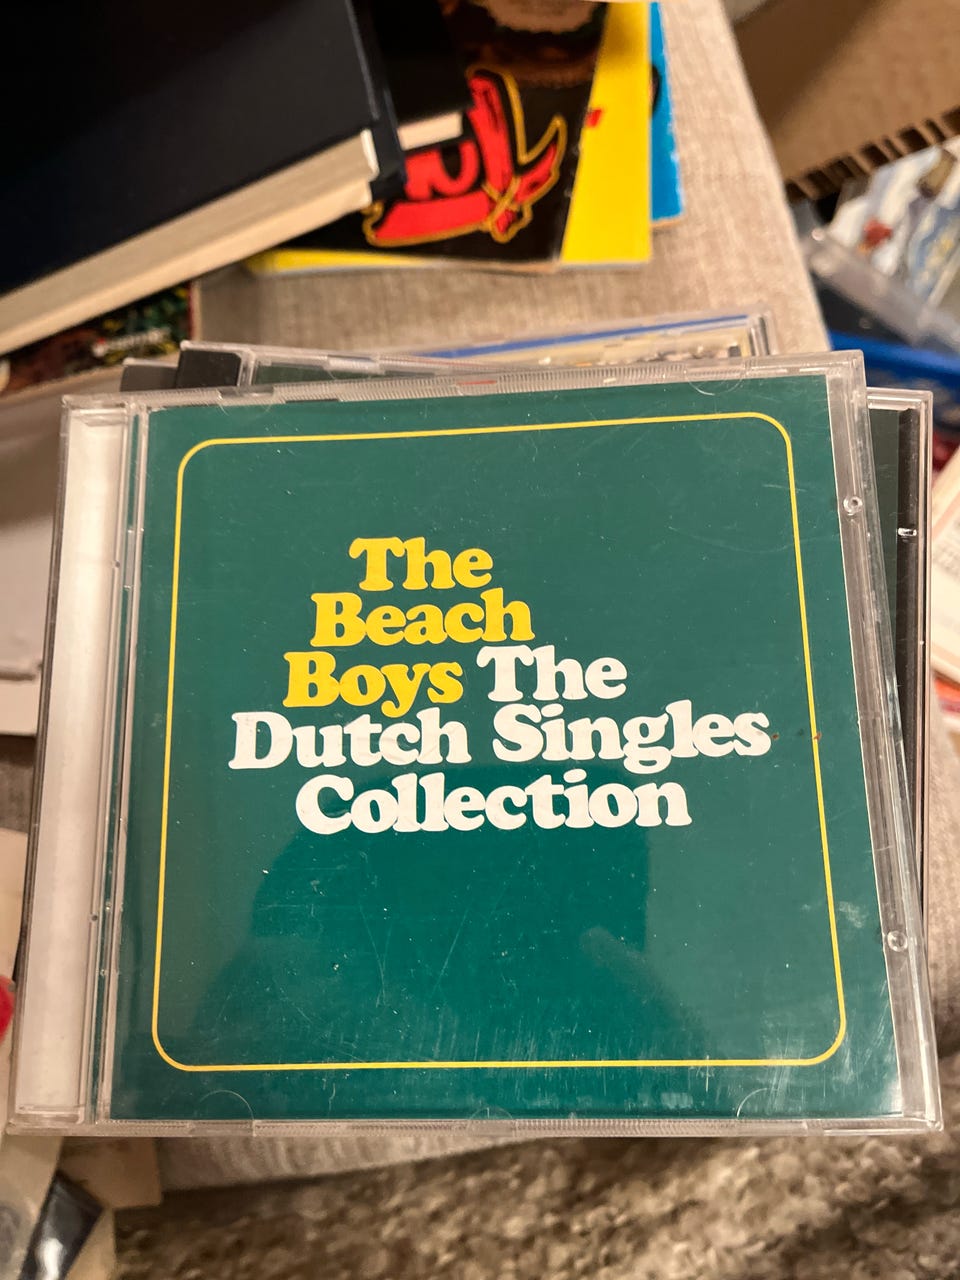 The
Beach
Boys The
Dutch Singles
Collection